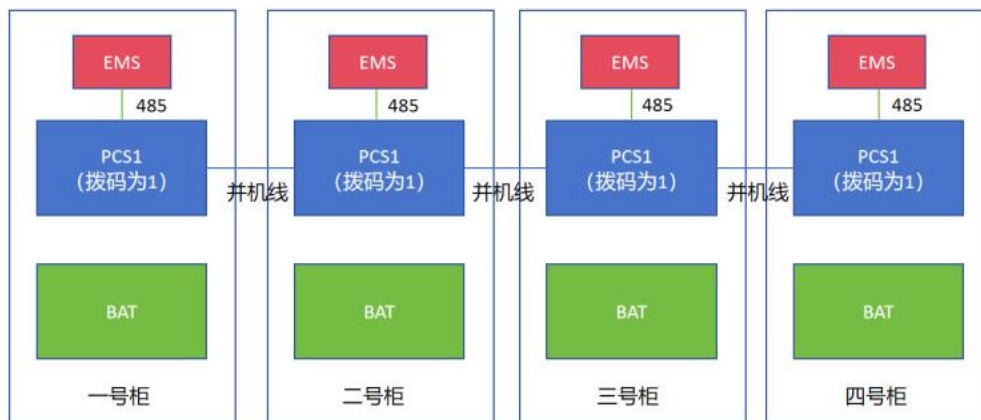 EMS
EMS
EMS
EMS
485
485
485
485
PCS1
(拨码为1)
PCS1
(拨码为1)
PCS1
(拨码为1)
PCS1
(拨码为1)
并机线
并机线
并机线
BAT
BAT
BAT
BAT
一号柜
二号柜
三号柜
四号柜